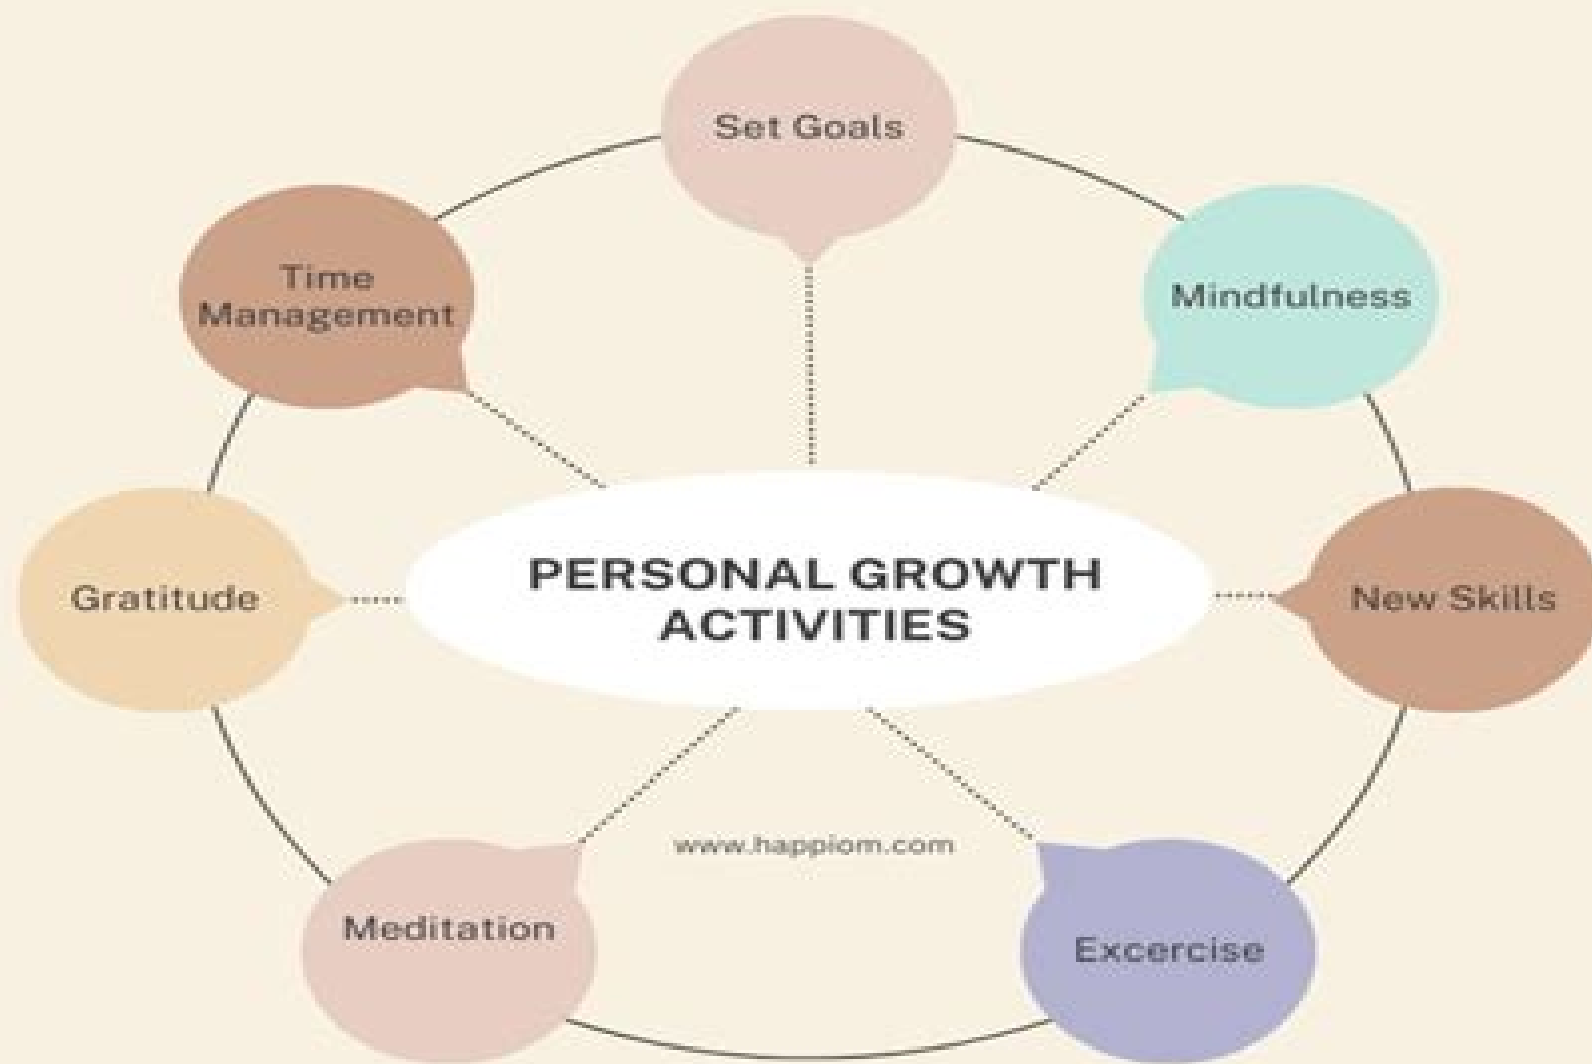 Set Goals
Time
Management
Mindfulness
Gratitude
PERSONAL GROWTH
ACTIVITIES
New Skills
www.happiom.com
Meditation
Excercise